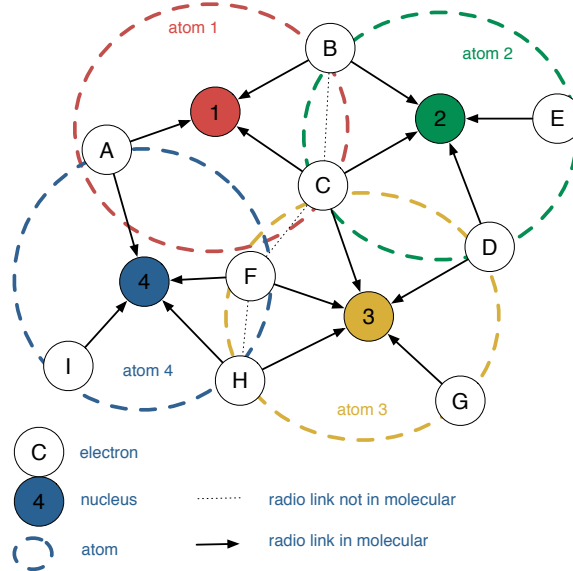 atom 1
B
atom 2
1
2
E
A
C
D
F
4
3
I
atom 4
H
G
atom 3
C electron
4 nucleus radio link not in molecular
atom radio link in molecular